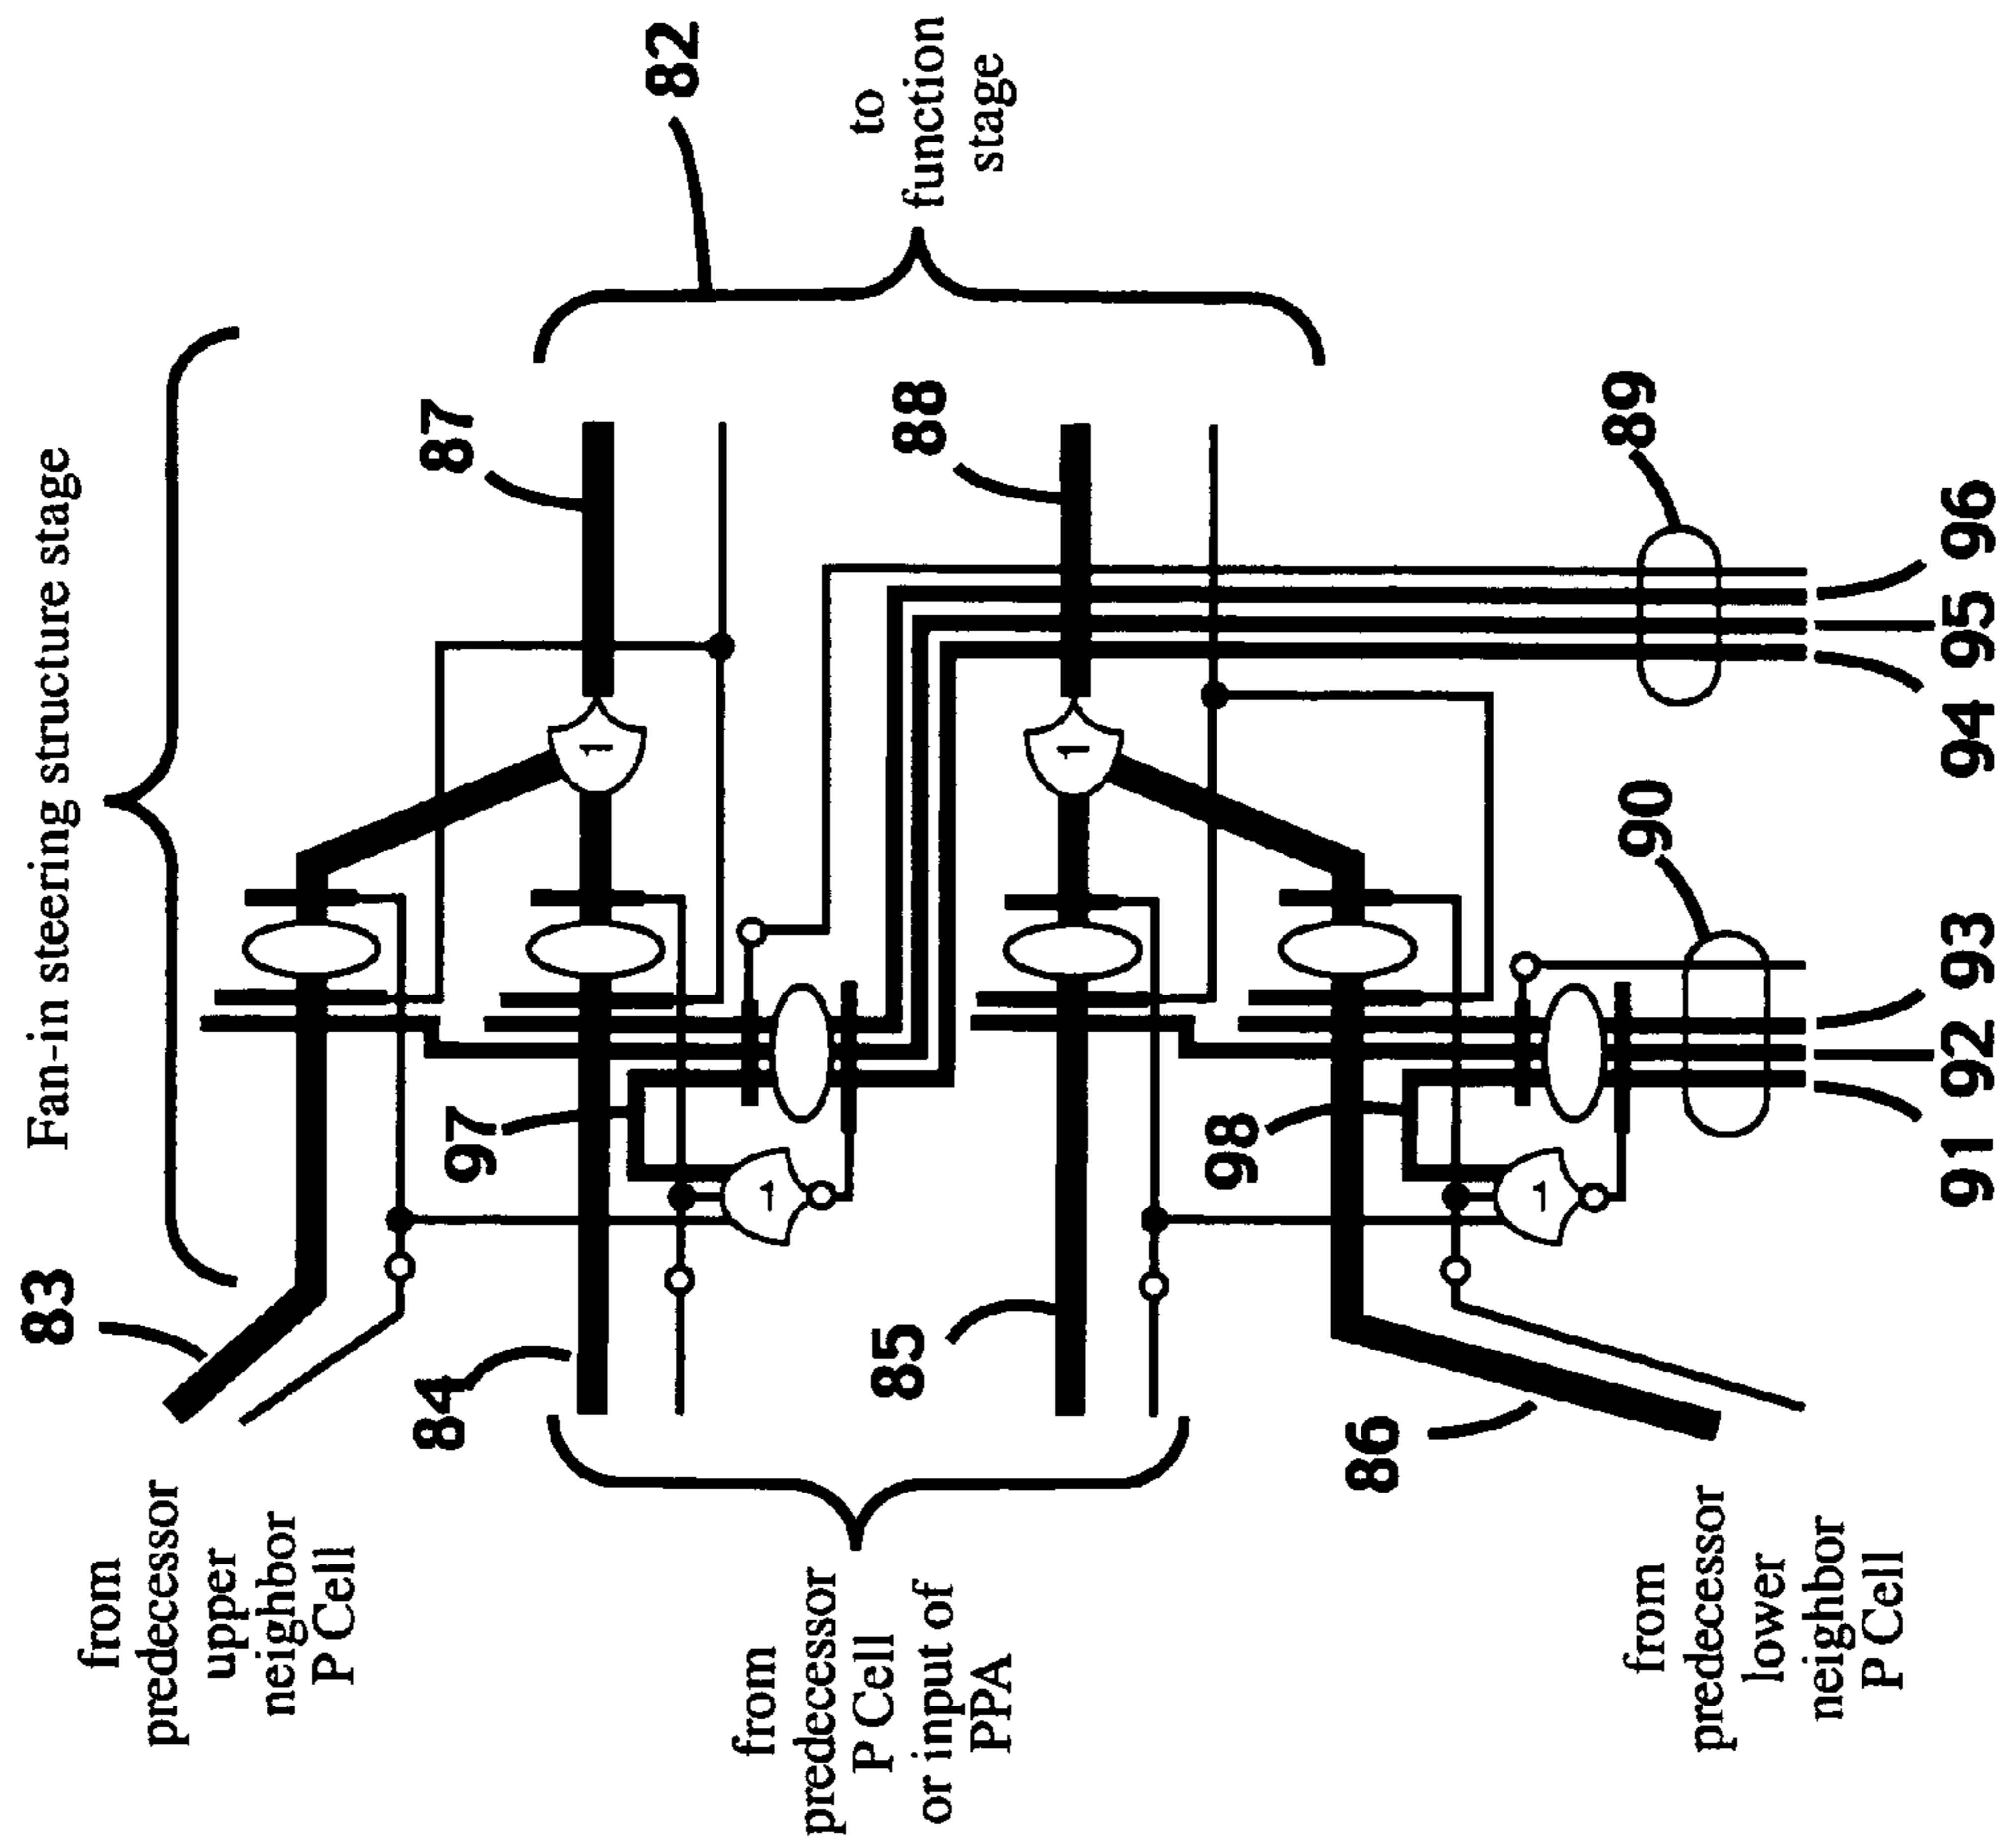 Fan-in steering structure stage
82
to
function
stage
83
87
84
1
88
97
1
85
89
1
98
1
90
86
from
predecessor
upper
neighbor
P Cell
from
predecessor
P Cell
or input of
PPA
from
predecessor
lower
neighbor
P Cell
91 92 93 94 95 96